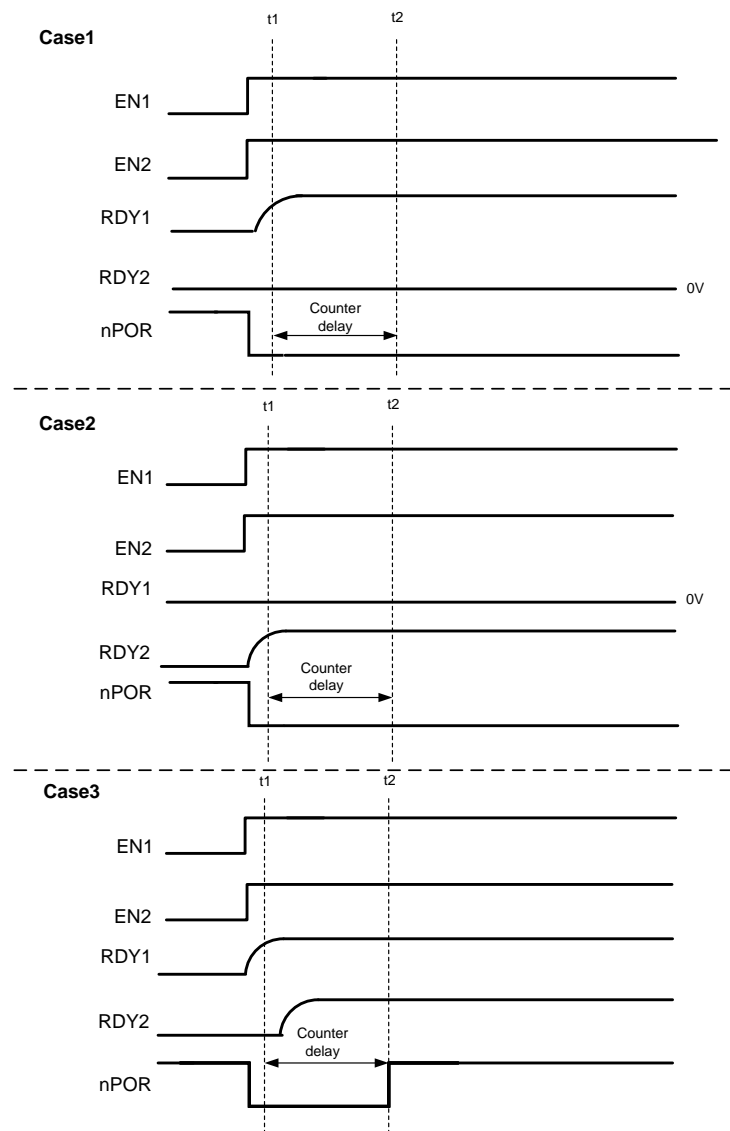 t1
t2
Case1
EN1
EN2
RDY1
RDY2
0V
Counter
delay
nPOR
t1
t2
Case2
EN1
EN2
RDY1
0V
RDY2
Counter
delay
nPOR
t1
t2
Case3
EN1
EN2
RDY1
RDY2
Counter
delay
nPOR